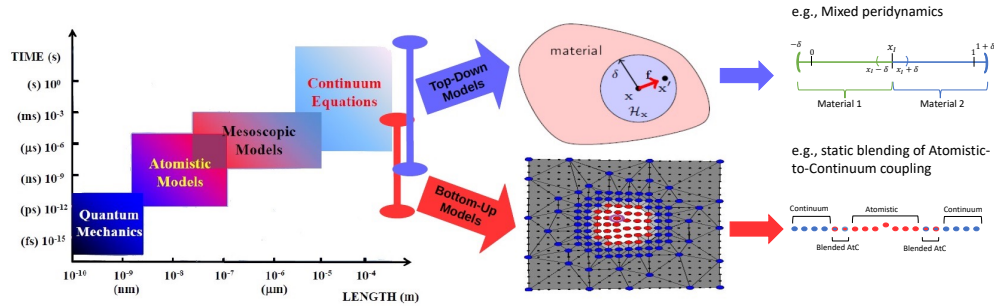 TIME (s)
(s) 10⁰
(ms) 10⁻³
(μs) 10⁻⁶
(ns) 10⁻⁹
(ps) 10⁻¹²
(fs) 10⁻¹⁵
Quantum
Mechanics
Atomistic
Models
Mesoscopic
Models
Continuum
Equations
10⁻¹⁰ 10⁻⁹ 10⁻⁸ 10⁻⁷ 10⁻⁶ 10⁻⁵ 10⁻⁴
(nm) (μm) LENGTH (m)
Top-Down
Models
Bottom-Up
Models
material
δ
f
x
x′
ℋₓ
e.g., Mixed peridynamics
−δ 0 x_I 1 1 + δ
x_I − δ x_I + δ
Material 1 Material 2
e.g., static blending of Atomistic-
to-Continuum coupling
Continuum Atomistic Continuum
Blended AtC Blended AtC